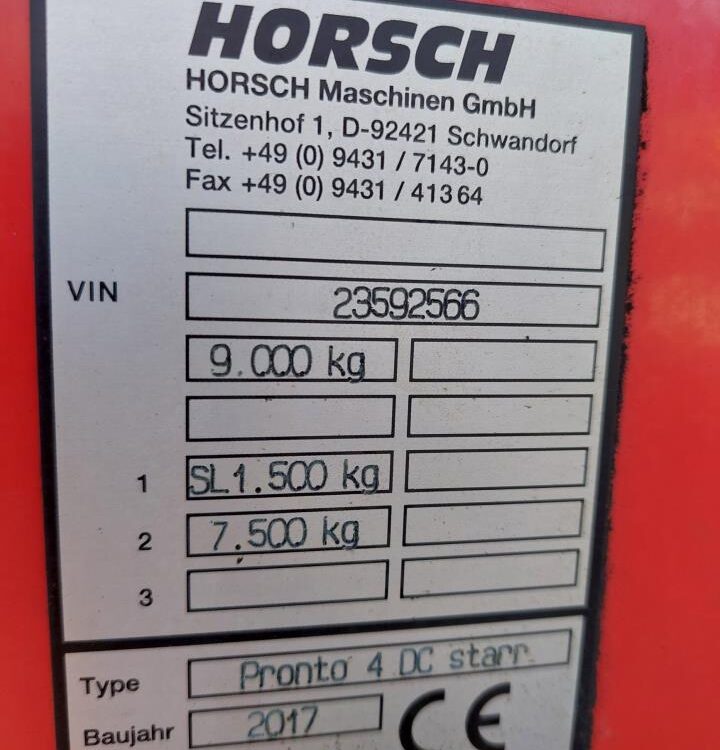 HORSCH
HORSCH Maschinen GmbH
Sitzenhof 1, D-92421 Schwandorf
Tel. +49 (0) 9431 / 7143-0
Fax +49 (0) 9431 / 41364
VIN 23592566
9.000 kg
1 SL1.500 kg
2 7.500 kg
3
Type Pronto 4 DC starr
Baujahr 2017 CE